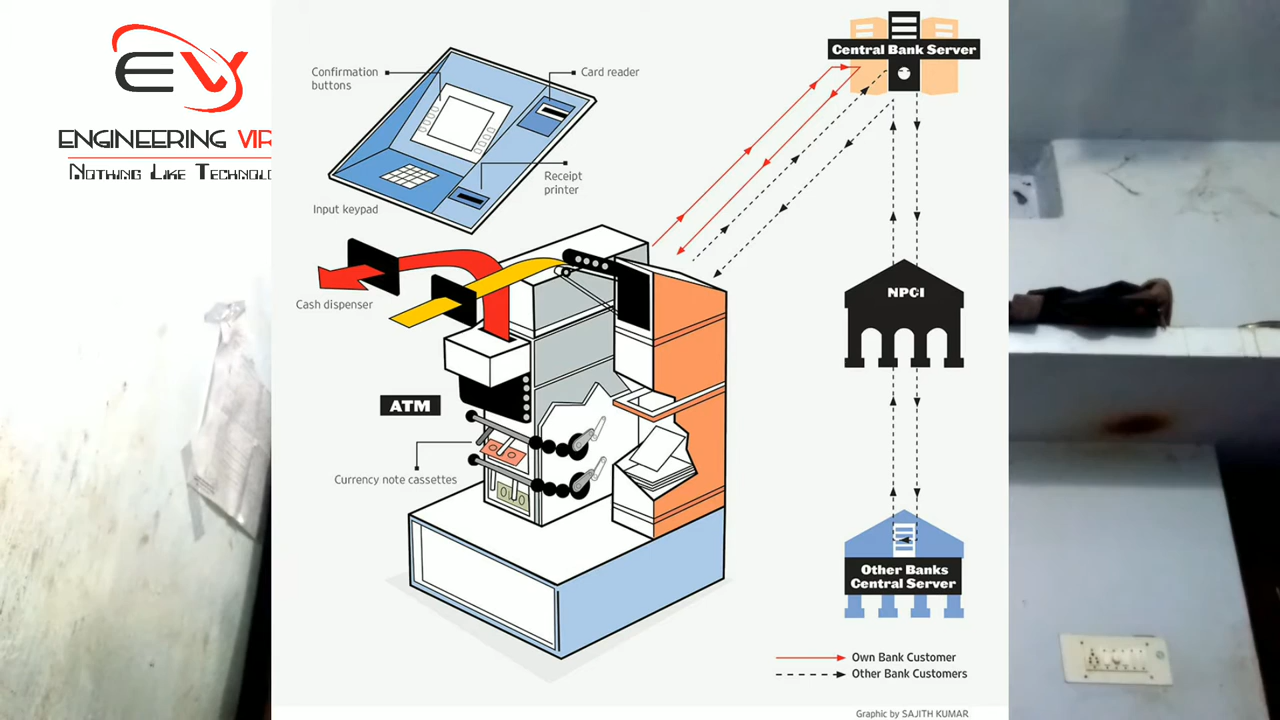 EV
ENGINEERING VIR
NOTHING LIKE TECHNOLO
Confirmation
buttons
Card reader
Receipt
printer
Input keypad
Cash dispenser
ATM
Currency note cassettes
Central Bank Server
NPCI
Other Banks
Central Server
Own Bank Customer
Other Bank Customers
Graphic by SAJITH KUMAR